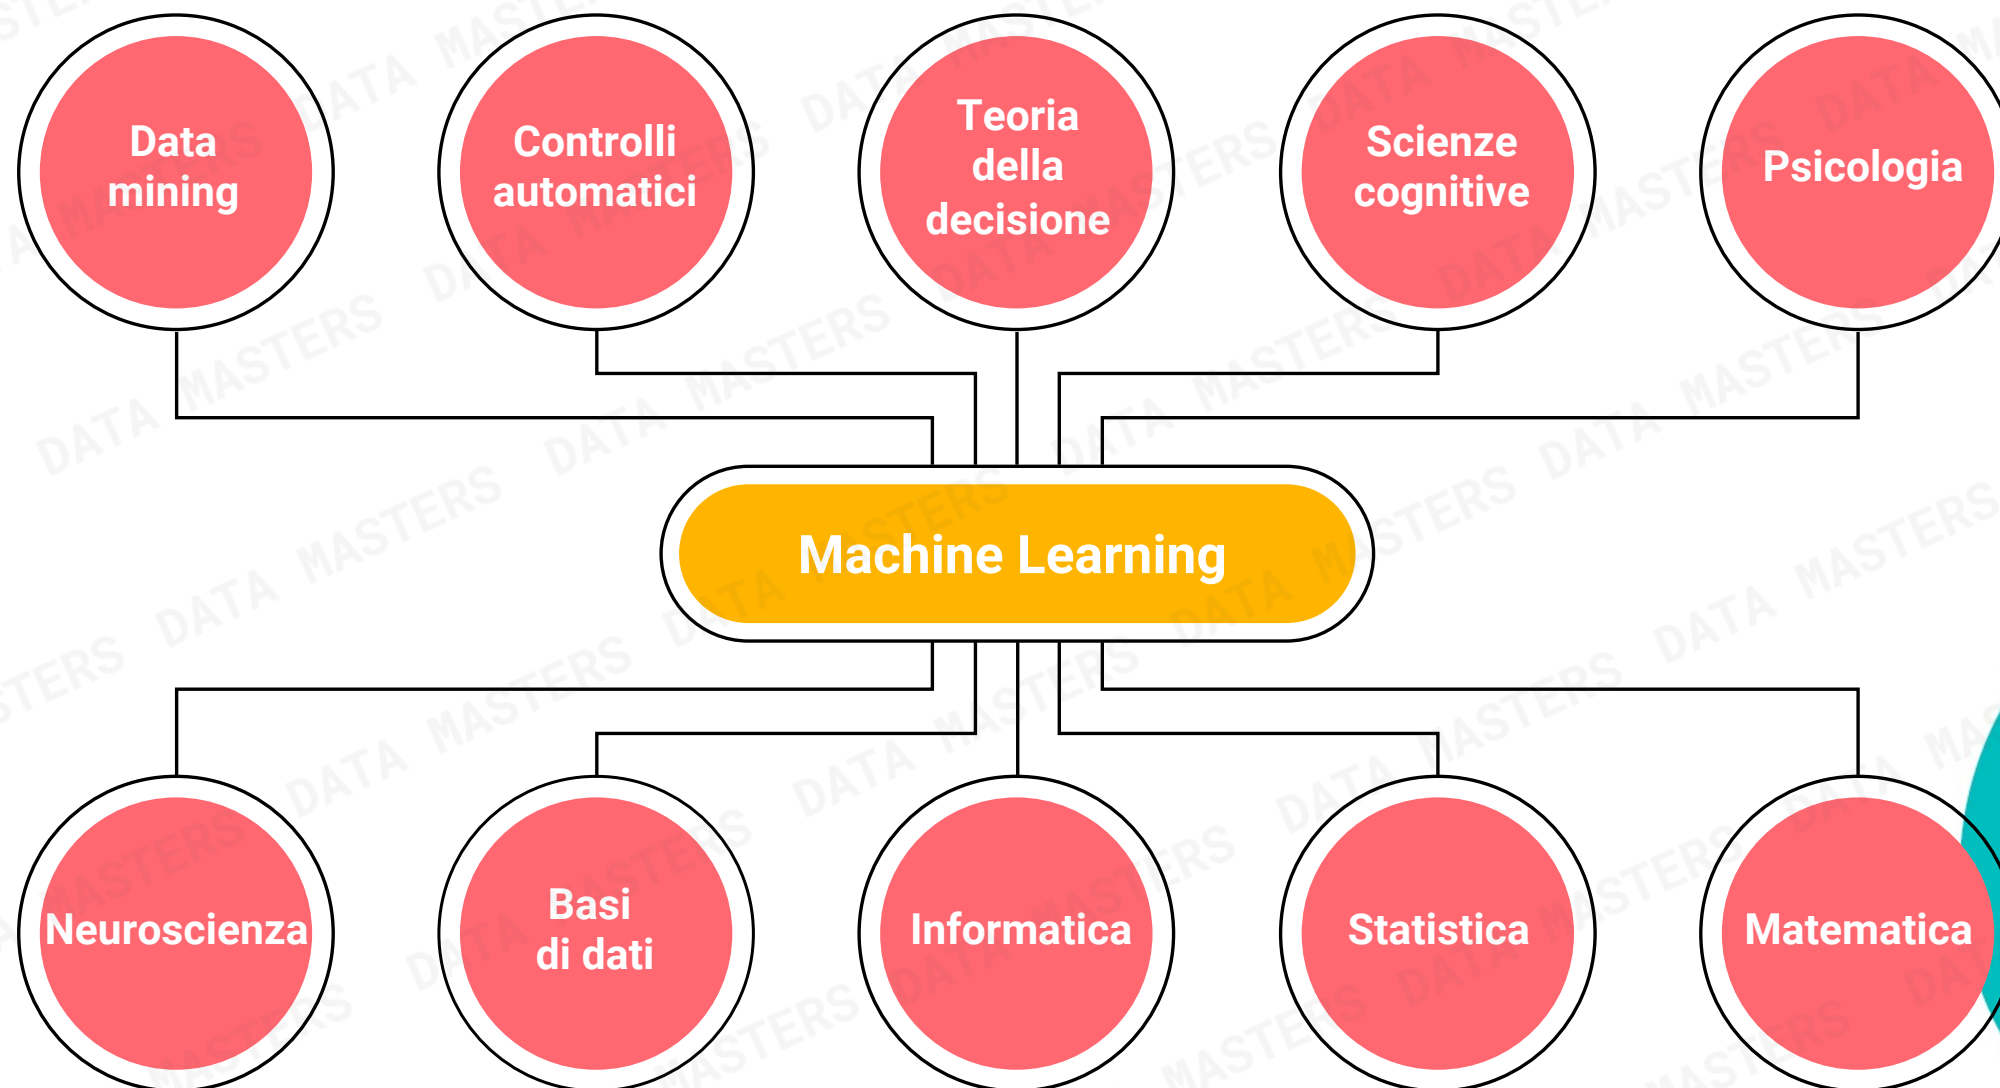 Data
mining
Controlli
automatici
Teoria
della
decisione
Scienze
cognitive
Psicologia
Machine Learning
Neuroscienza
Basi
di dati
Informatica
Statistica
Matematica
DATA MASTERS